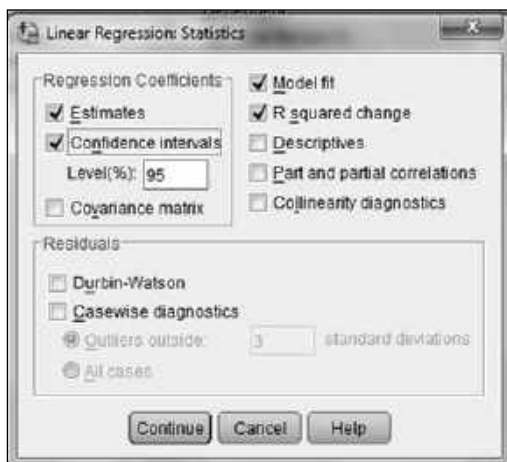 Linear Regression: Statistics
Regression Coefficients
Estimates
Confidence intervals
Level(%): 95
Covariance matrix
Model fit
R squared change
Descriptives
Part and partial correlations
Collinearity diagnostics
Residuals
Durbin-Watson
Casewise diagnostics
Outliers outside: 3 standard deviations
All cases
Continue Cancel Help